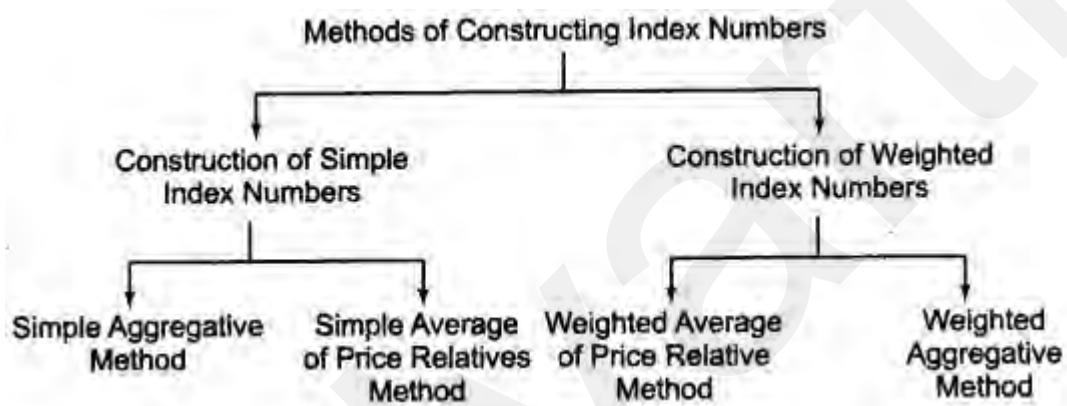 Methods of Constructing Index Numbers
Construction of Simple
Index Numbers
Construction of Weighted
Index Numbers
Simple Aggregative
Method
Simple Average
of Price Relatives
Method
Weighted Average
of Price Relative
Method
Weighted
Aggregative
Method